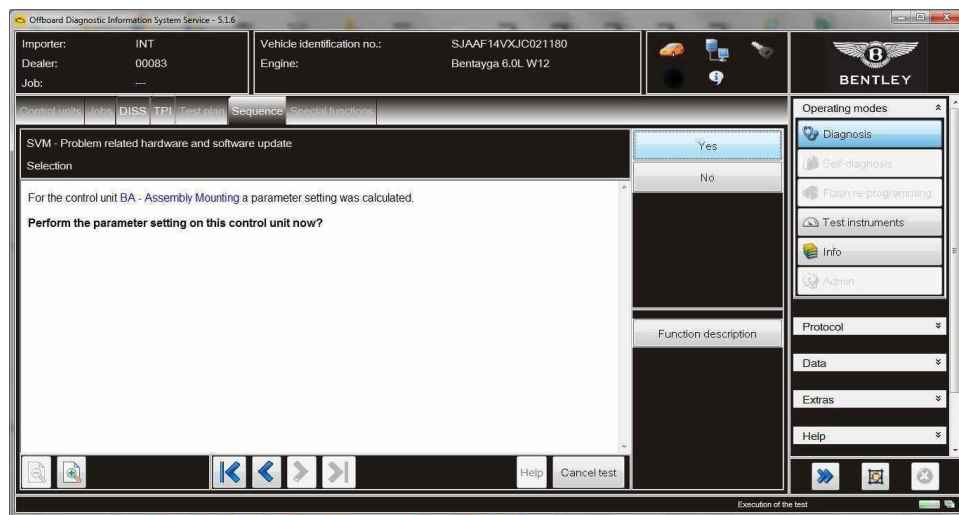 Offboard Diagnostic Information System Service - 5.1.6
Importer: INT
Dealer: 00083
Job: ---
Vehicle identification no.: SJAAF14VXJC021180
Engine: Bentayga 6.0L W12
B
BENTLEY
Control units Jobs DISS TPI Test plan Sequence Special functions
SVM - Problem related hardware and software update
Selection
For the control unit BA - Assembly Mounting a parameter setting was calculated.
Perform the parameter setting on this control unit now?
Yes
No
Function description
Help
Cancel test
Operating modes
Diagnosis
Self-diagnosis
Flash re-programming
Test instruments
Info
Admin
Protocol
Data
Extras
Help
Execution of the test